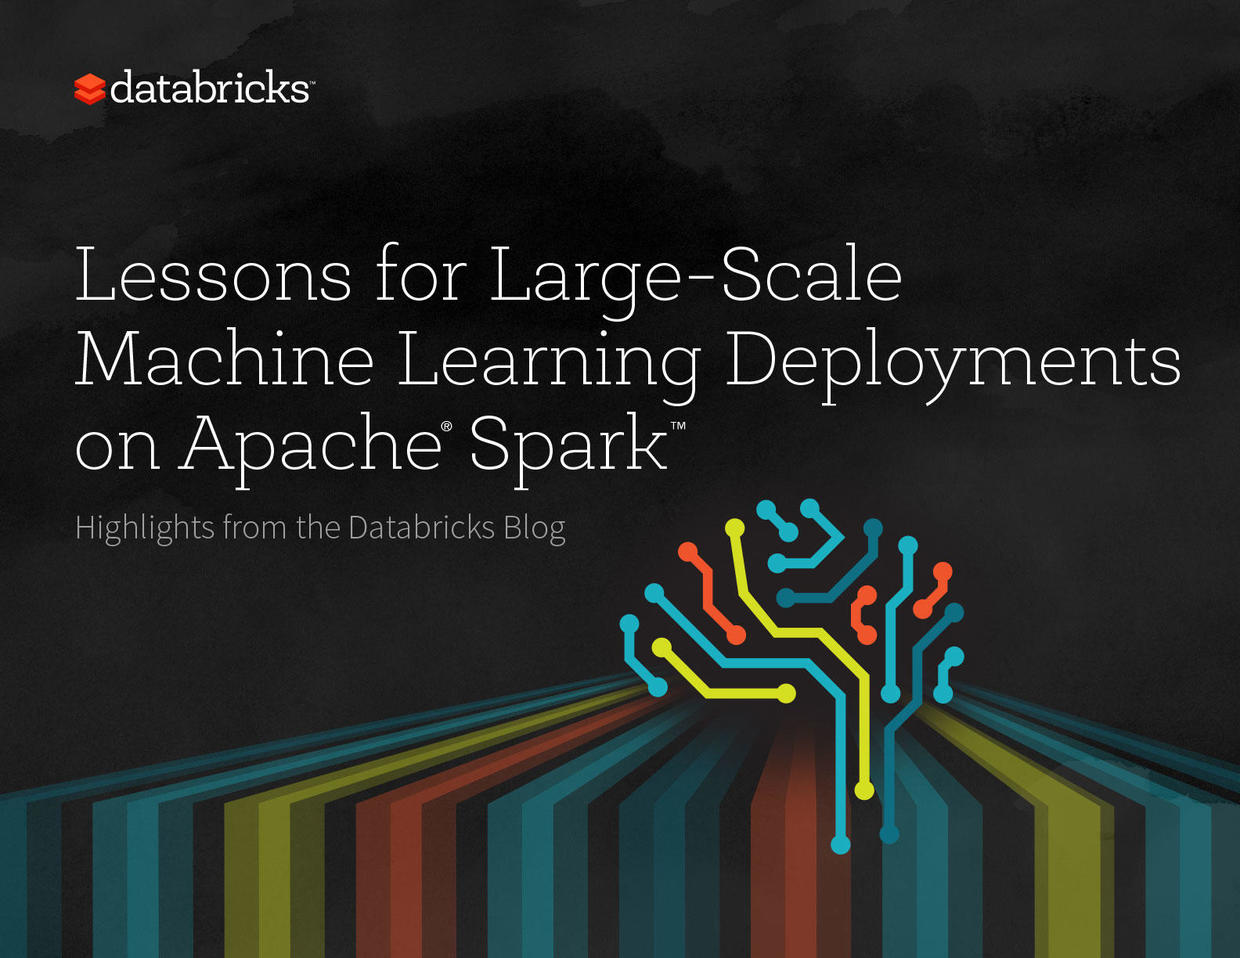 databricks™
Lessons for Large-Scale
Machine Learning Deployments
on Apache® Spark™
Highlights from the Databricks Blog